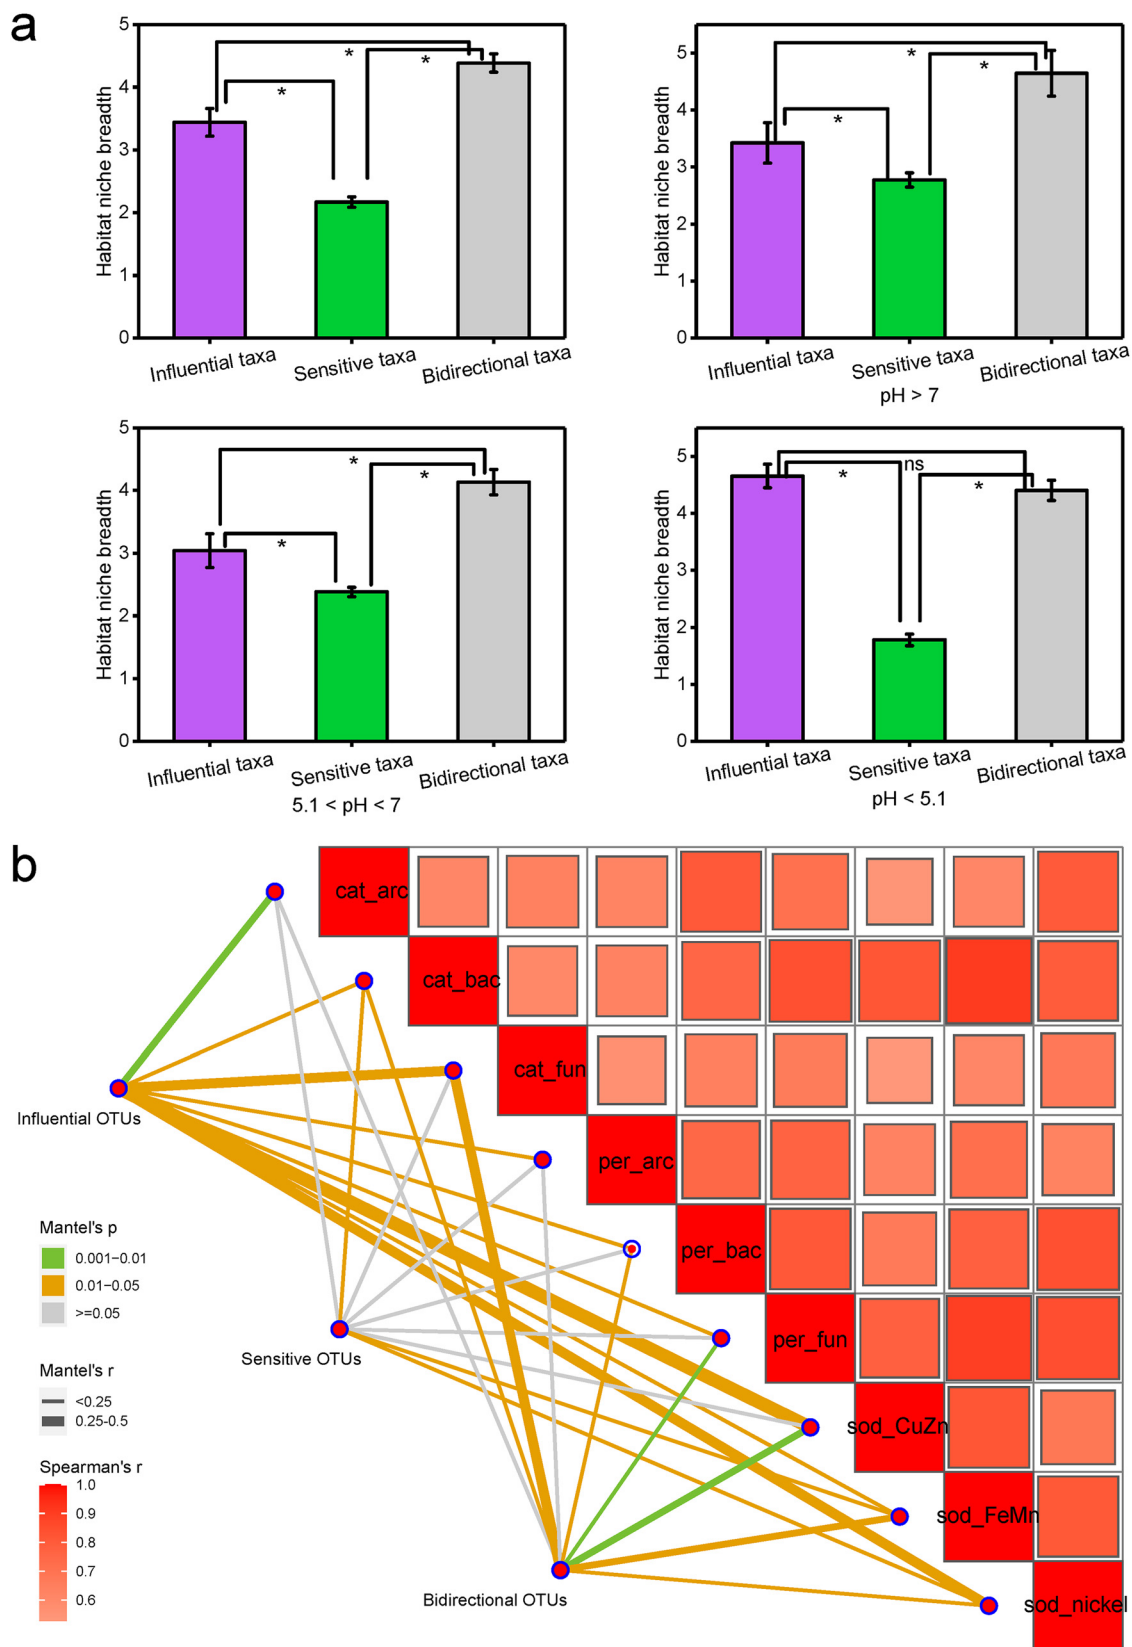 a
5
4
3
2
1
0
Habitat niche breadth
*
*
*
Influential taxa
Sensitive taxa
Bidirectional taxa
5
4
3
2
1
0
Habitat niche breadth
*
*
*
Influential taxa
Sensitive taxa
Bidirectional taxa
pH > 7
5
4
3
2
1
0
Habitat niche breadth
*
*
*
Influential taxa
Sensitive taxa
Bidirectional taxa
5.1 < pH < 7
5
4
3
2
1
0
Habitat niche breadth
ns
*
*
Influential taxa
Sensitive taxa
Bidirectional taxa
pH < 5.1
b
cat_arc
cat_bac
cat_fun
per_arc
per_bac
per_fun
sod_CuZn
sod_FeMn
sod_nickel
Influential OTUs
Sensitive OTUs
Bidirectional OTUs
Mantel's p
0.001−0.01
0.01−0.05
>=0.05
Mantel's r
<0.25
0.25-0.5
Spearman's r
1.0
0.9
0.8
0.7
0.6